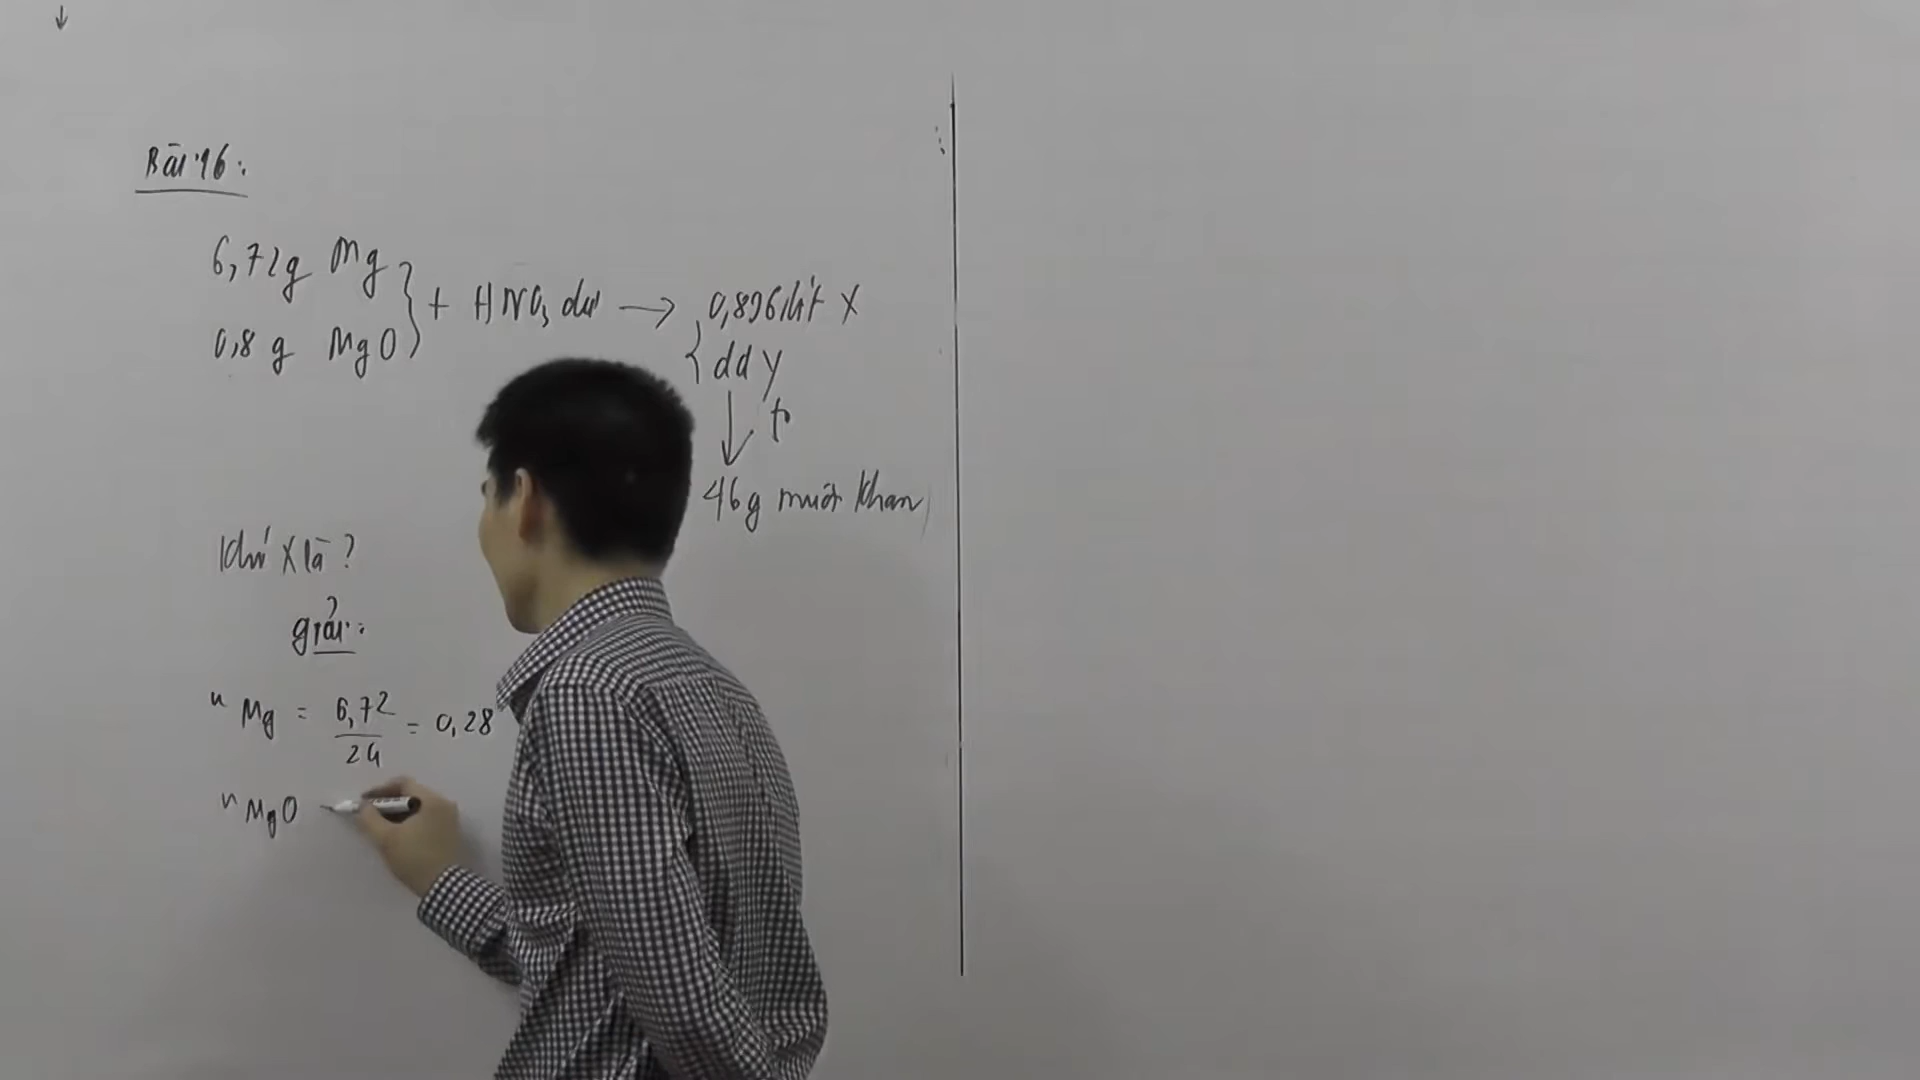 Bài 16:
6,72g Mg
0,8 g MgO
+ HNO3 dư → 0,896 lít X
dd Y
↓ t°
46g muối khan
Khí X là?
giải:
n Mg = 6,72 / 24 = 0,28
n MgO